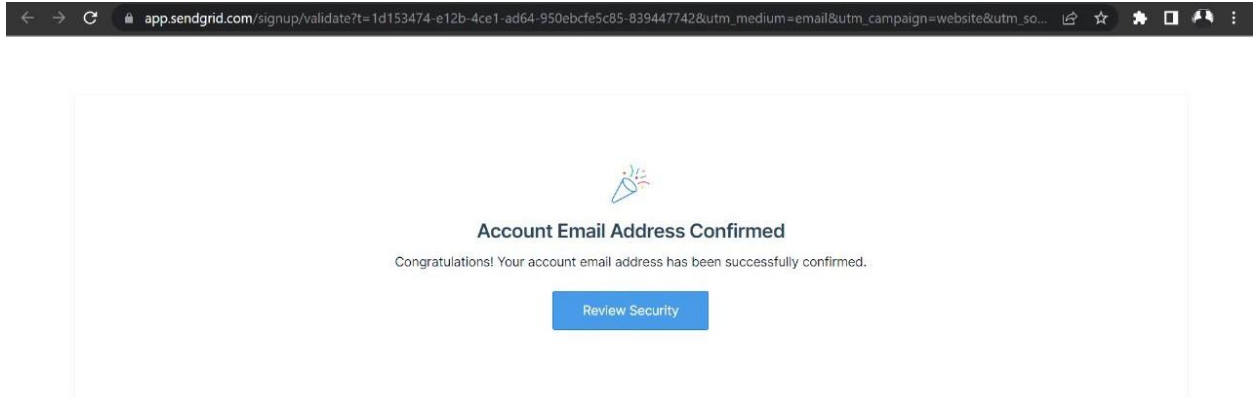 app.sendgrid.com/signup/validate?t=1d153474-e12b-4ce1-ad64-950ebcfe5c85-839447742&utm_medium=email&utm_campaign=website&utm_so...
Account Email Address Confirmed
Congratulations! Your account email address has been successfully confirmed.
Review Security